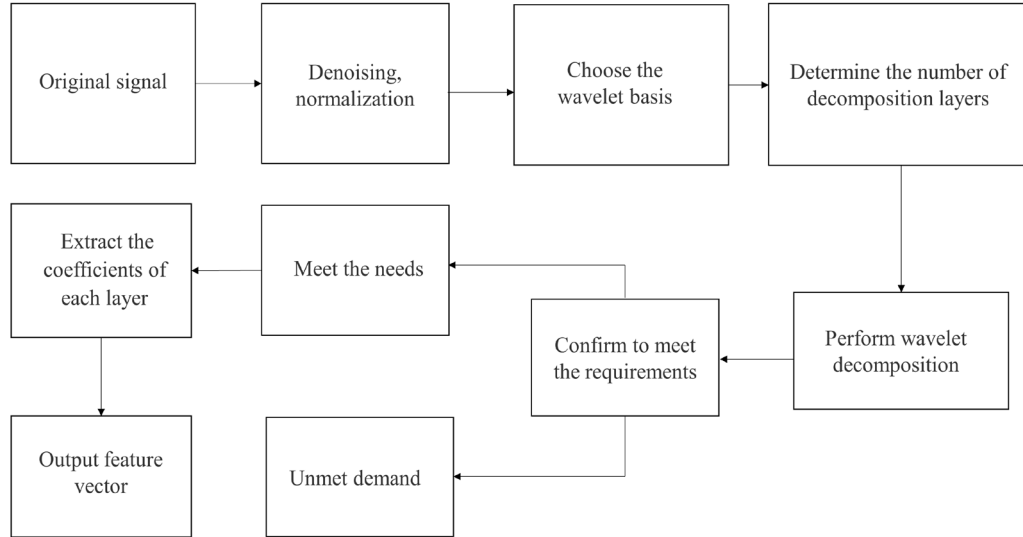 Original signal
Denoising,
normalization
Choose the
wavelet basis
Determine the number of
decomposition layers
Extract the
coefficients of
each layer
Meet the needs
Confirm to meet
the requirements
Perform wavelet
decomposition
Output feature
vector
Unmet demand